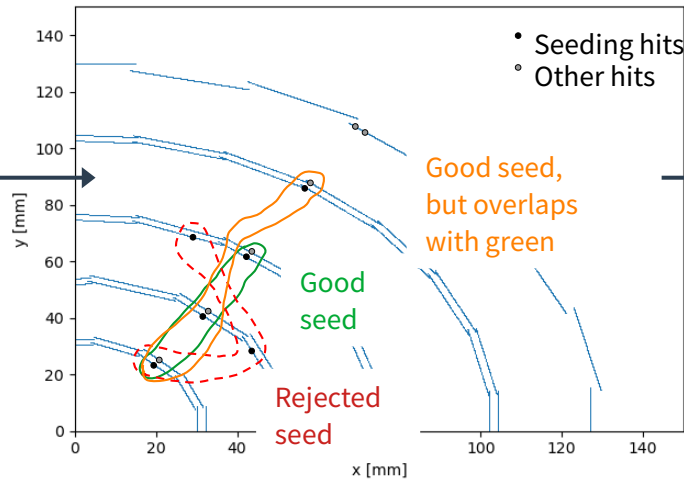 140
120
100
80
60
40
20
0
y [mm]
0
20
40
100
120
140
x [mm]
Seeding hits
Other hits
Good seed,
but overlaps
with green
Good
seed
Rejected
seed